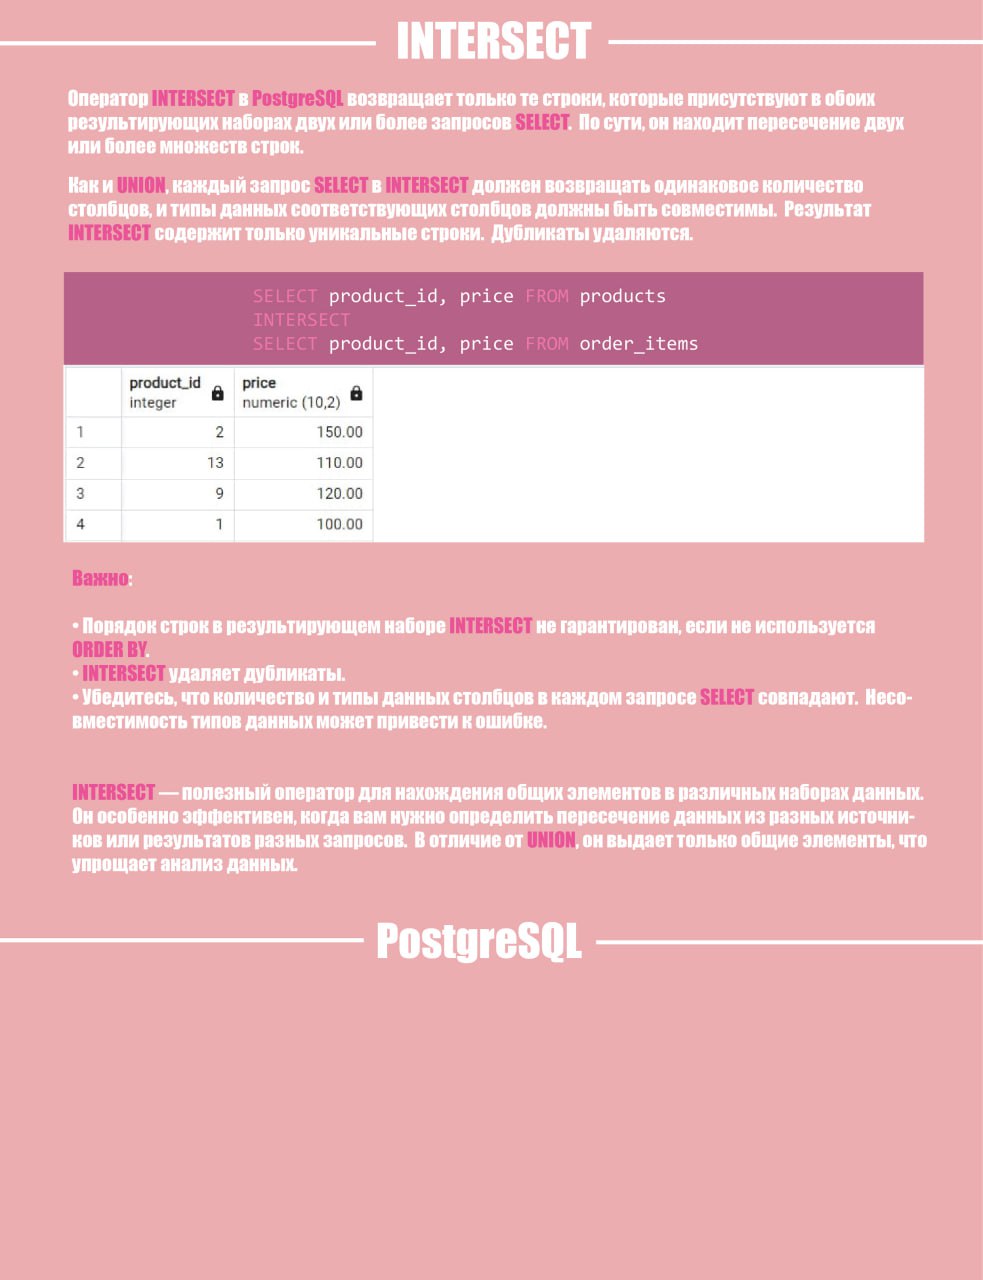 INTERSECT
Оператор INTERSECT в PostgreSQL возвращает только те строки, которые присутствуют в обоих
результирующих наборах двух или более запросов SELECT. По сути, он находит пересечение двух
или более множеств строк.
Как и UNION, каждый запрос SELECT в INTERSECT должен возвращать одинаковое количество
столбцов, и типы данных соответствующих столбцов должны быть совместимы. Результат
INTERSECT содержит только уникальные строки. Дубликаты удаляются.
SELECT product_id, price FROM products
INTERSECT
SELECT product_id, price FROM order_items
product_id price
integer numeric (10,2)
1 2 150.00
2 13 110.00
3 9 120.00
4 1 100.00
Важно:
• Порядок строк в результирующем наборе INTERSECT не гарантирован, если не используется
ORDER BY.
• INTERSECT удаляет дубликаты.
• Убедитесь, что количество и типы данных столбцов в каждом запросе SELECT совпадают. Несо-
вместимость типов данных может привести к ошибке.
INTERSECT — полезный оператор для нахождения общих элементов в различных наборах данных.
Он особенно эффективен, когда вам нужно определить пересечение данных из разных источни-
ков или результатов разных запросов. В отличие от UNION, он выдает только общие элементы, что
упрощает анализ данных.
PostgreSQL